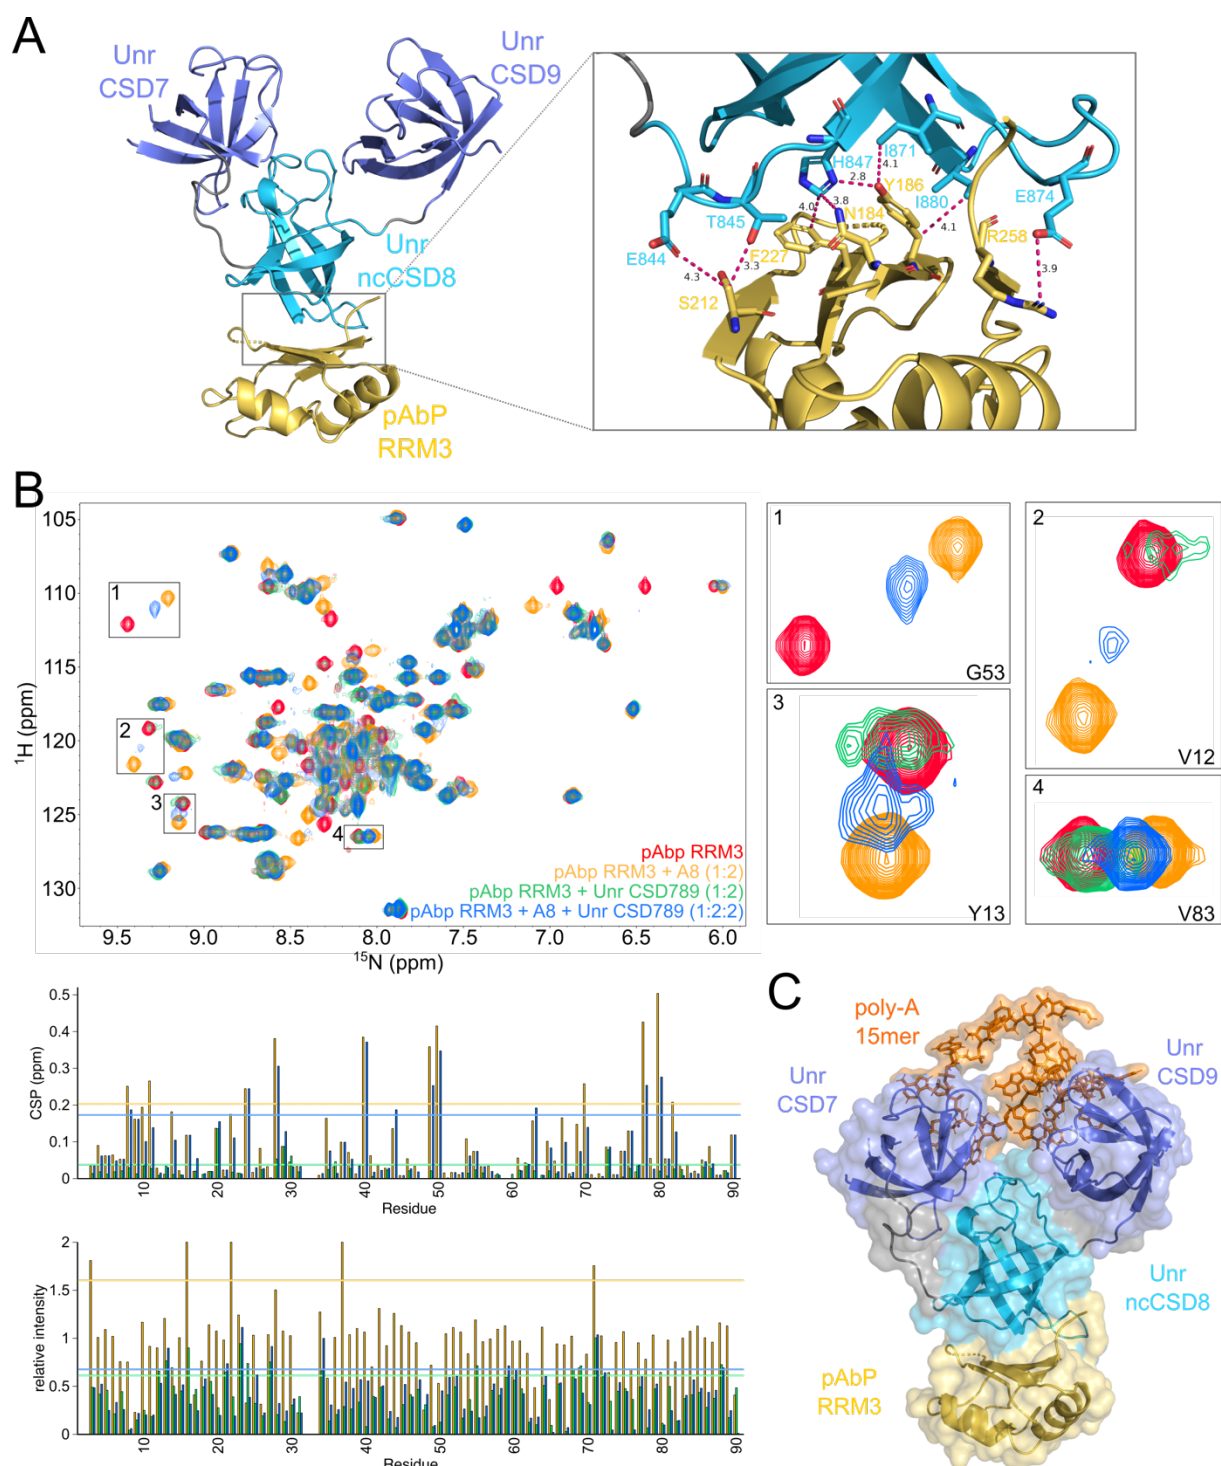 A
Unr
CSD7
Unr
CSD9
Unr
ncCSD8
pAbP
RRM3
I871
H847
4.1
2.8
Y186
E874
T845
4.0
3.8
I880
N184
4.1
R258
E844
F227
3.3
4.3
3.9
S212
B
105
110
115
120
125
130
1
2
3
4
pAbp RRM3
pAbp RRM3 + A8 (1:2)
pAbp RRM3 + Unr CSD789 (1:2)
pAbp RRM3 + A8 + Unr CSD789 (1:2:2)
9.5 9.0 8.5 8.0 7.5 7.0 6.5 6.0
15N (ppm)
1H (ppm)
1
G53
2
V12
3
Y13
4
V83
0.5
0.4
0.3
0.2
0.1
0
CSP (ppm)
10 20 30 40 50 60 70 80 90
Residue
2
1.5
1
0.5
0
relative intensity
10 20 30 40 50 60 70 80 90
Residue
C
poly-A
15mer
Unr
CSD7
Unr
CSD9
Unr
ncCSD8
pAbP
RRM3